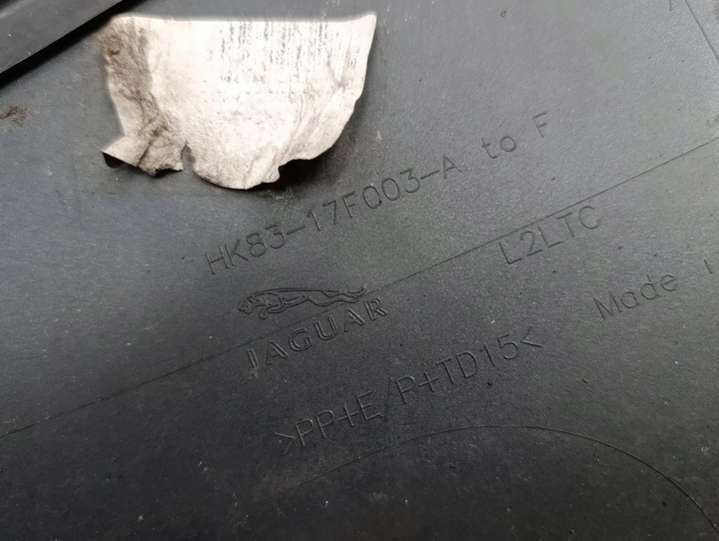 HK83-17F003-A to F
L2LTC
JAGUAR
Made
>PP+E/P+TD15<